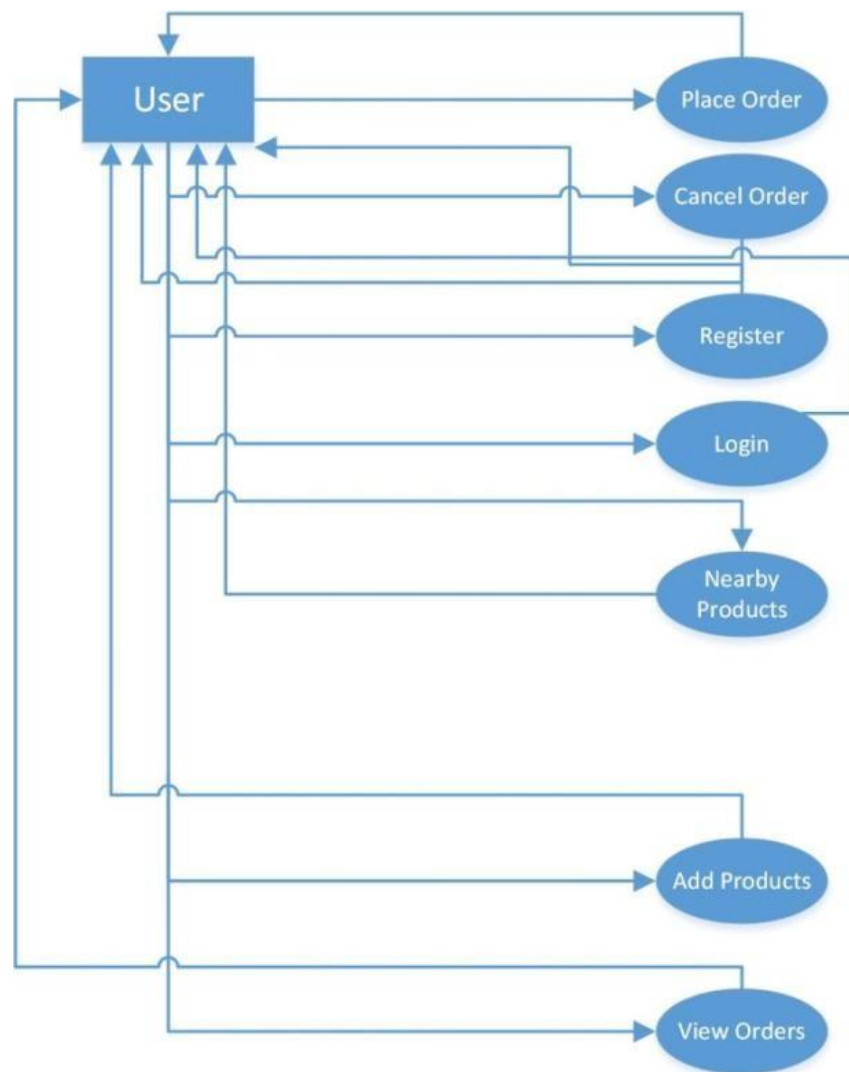 User
Place Order
Cancel Order
Register
Login
Nearby
Products
Add Products
View Orders